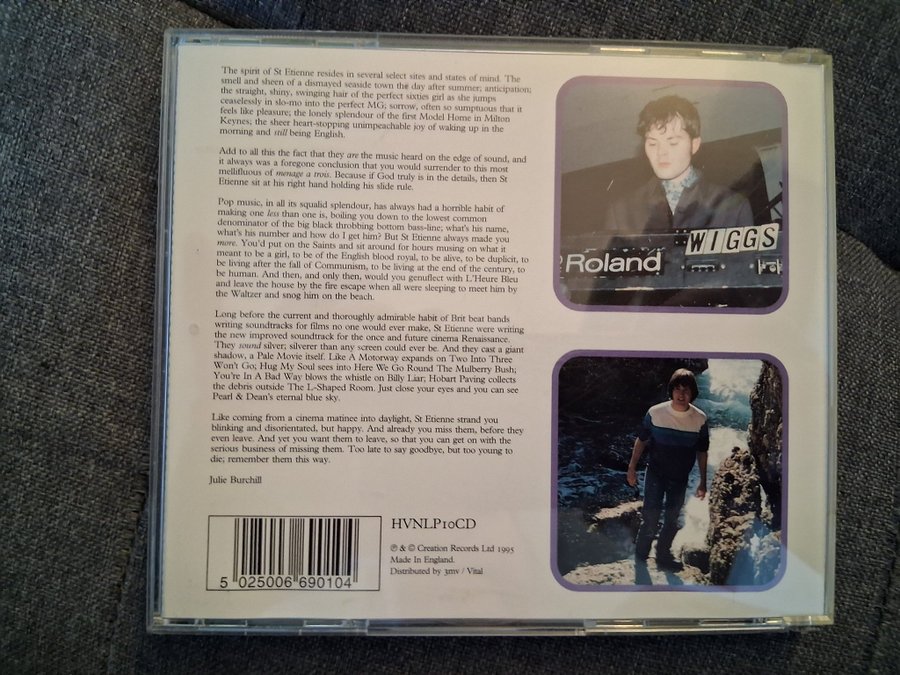 The spirit of St Etienne resides in several select sites and states of mind. The
smell and sheen of a dismayed seaside town the day after summer; anticipation;
the straight, shiny, swinging hair of the perfect sixties girl as she jumps
ceaselessly in slo-mo into the perfect MG; sorrow, often so sumptuous that it
feels like pleasure; the lonely splendour of the first Model Home in Milton
Keynes; the sheer heart-stopping unimpeachable joy of waking up in the
morning and still being English.
Add to all this the fact that they are the music heard on the edge of sound, and
it always was a foregone conclusion that you would surrender to this most
mellifluous of menage a trois. Because if God truly is in the details, then St
Etienne sit at his right hand holding his slide rule.
Pop music, in all its squalid splendour, has always had a horrible habit of
making one less than one is, boiling you down to the lowest common
denominator of the big black throbbing bottom bass-line; what's his name,
what's his number and how do I get him? But St Etienne always made you
more. You'd put on the Saints and sit around for hours musing on what it
meant to be a girl, to be of the English blood royal, to be alive, to be duplicit, to
be living after the fall of Communism, to be living at the end of the century, to
be human. And then, and only then, would you genuflect with L'Heure Bleu
and leave the house by the fire escape when all were sleeping to meet him by
the Waltzer and snog him on the beach.
Long before the current and thoroughly admirable habit of Brit beat bands
writing soundtracks for films no one would ever make, St Etienne were writing
the new improved soundtrack for the once and future cinema Renaissance.
They sound silver; silverer than any screen could ever be. And they cast a giant
shadow, a Pale Movie itself. Like A Motorway expands on Two Into Three
Won't Go; Hug My Soul sees into Here We Go Round The Mulberry Bush;
You're In A Bad Way blows the whistle on Billy Liar; Hobart Paving collects
the debris outside The L-Shaped Room. Just close your eyes and you can see
Pearl & Dean's eternal blue sky.
Like coming from a cinema matinee into daylight, St Etienne strand you
blinking and disorientated, but happy. And already you miss them, before they
even leave. And yet you want them to leave, so that you can get on with the
serious business of missing them. Too late to say goodbye, but too young to
die; remember them this way.
Julie Burchill
5 025006 690104
HVNLP10CD
℗ & © Creation Records Ltd 1995
Made In England.
Distributed by 3mv / Vital
WIGGS
Roland